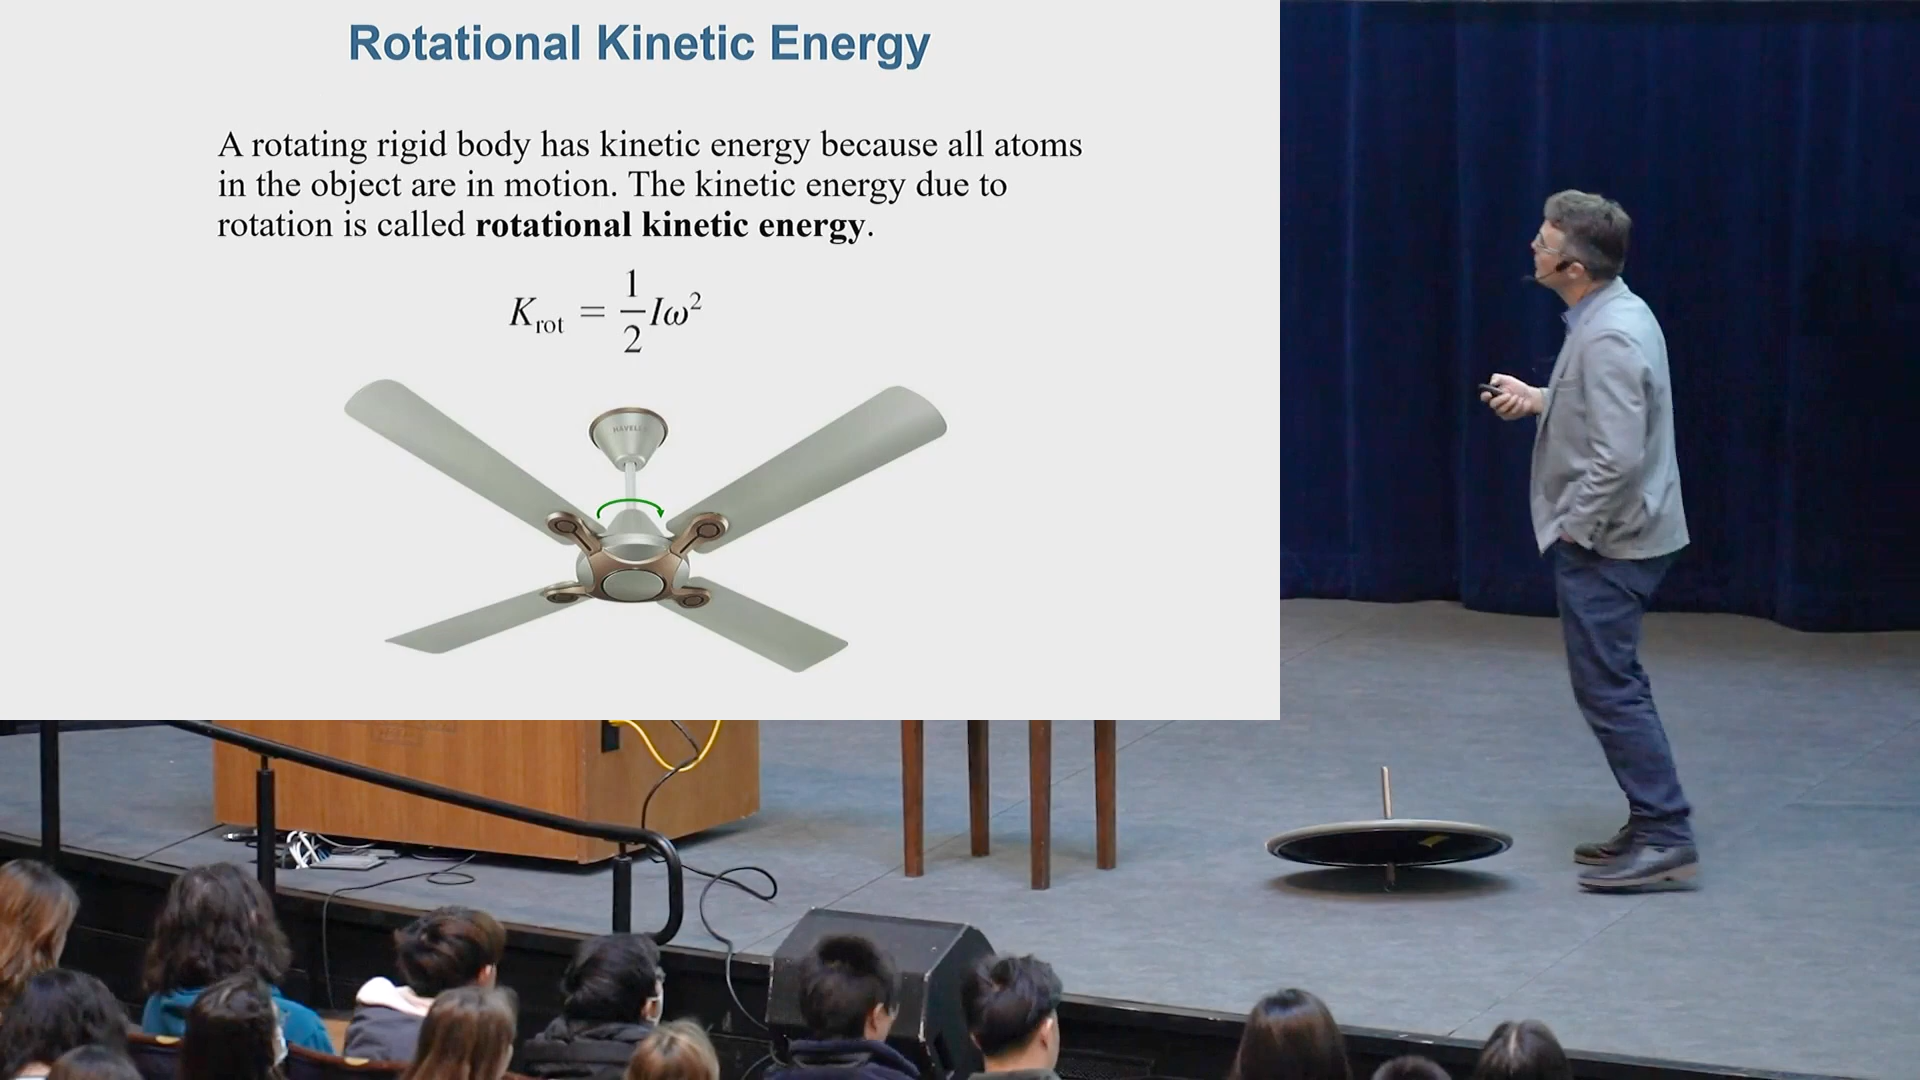 Rotational Kinetic Energy
A rotating rigid body has kinetic energy because all atoms
in the object are in motion. The kinetic energy due to
rotation is called rotational kinetic energy.
K_rot = 1/2 Iω²